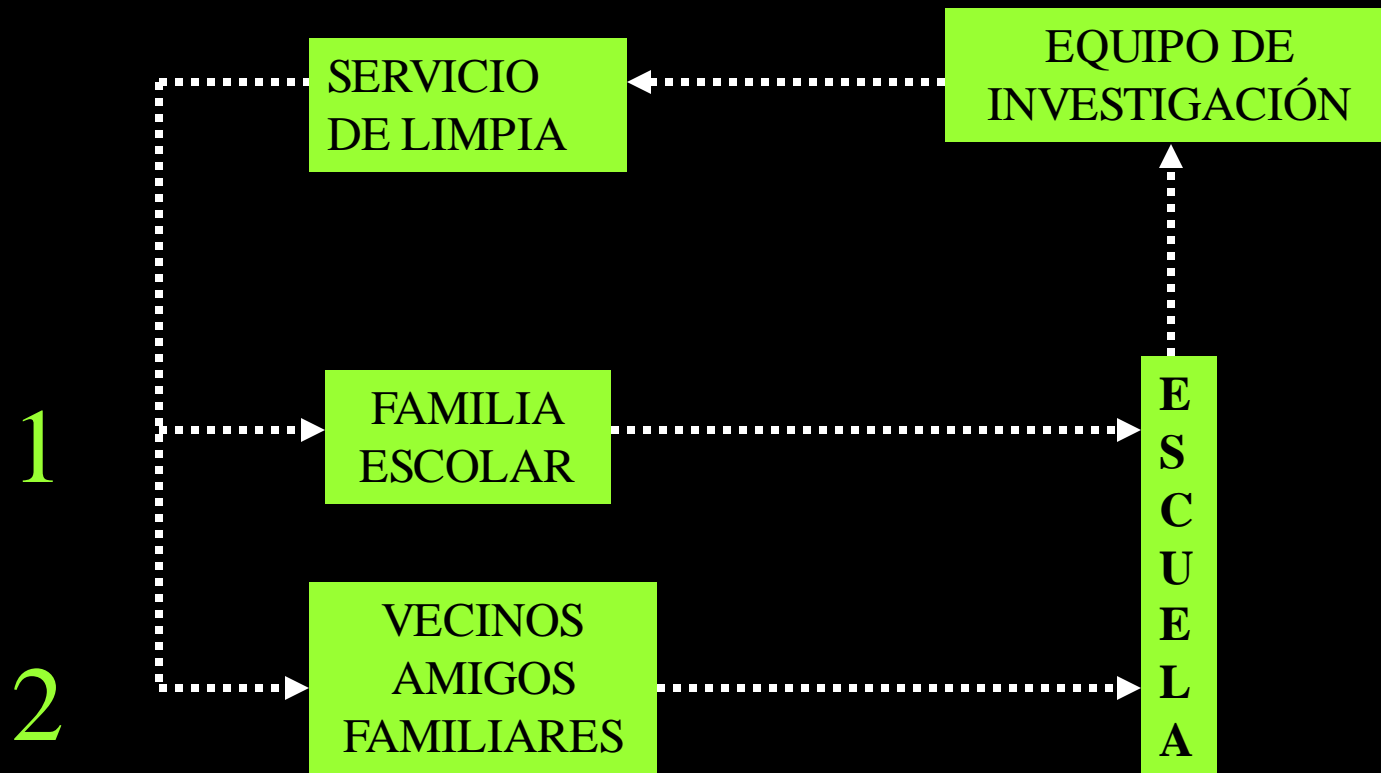 SERVICIO
DE LIMPIA
EQUIPO DE
INVESTIGACIÓN
1
FAMILIA
ESCOLAR
2
VECINOS
AMIGOS
FAMILIARES
E
S
C
U
E
L
A